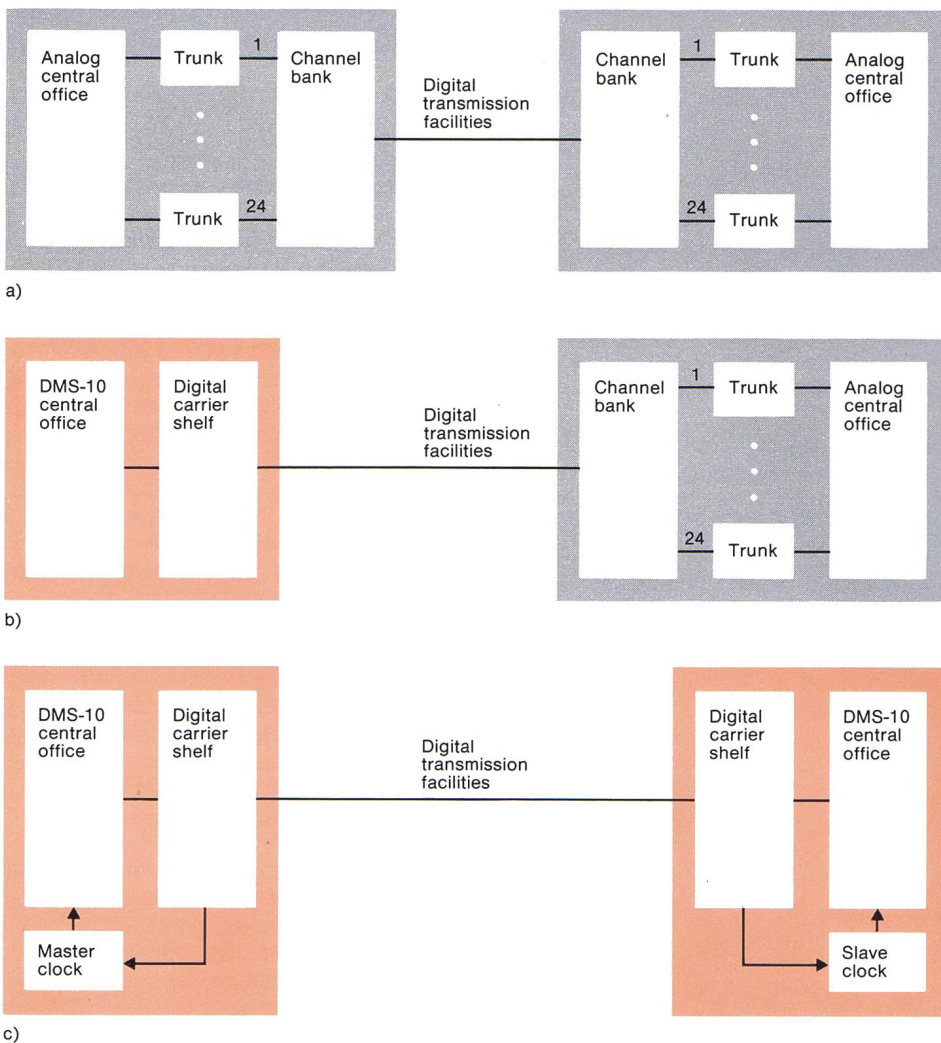 Analog
central
office
Trunk
1
Channel
bank
Trunk
24
Digital
transmission
facilities
Channel
bank
1
Trunk
Analog
central
office
24
Trunk
a)
DMS-10
central
office
Digital
carrier
shelf
Digital
transmission
facilities
Channel
bank
1
Trunk
Analog
central
office
24
Trunk
b)
DMS-10
central
office
Digital
carrier
shelf
Master
clock
Digital
transmission
facilities
Digital
carrier
shelf
DMS-10
central
office
Slave
clock
c)